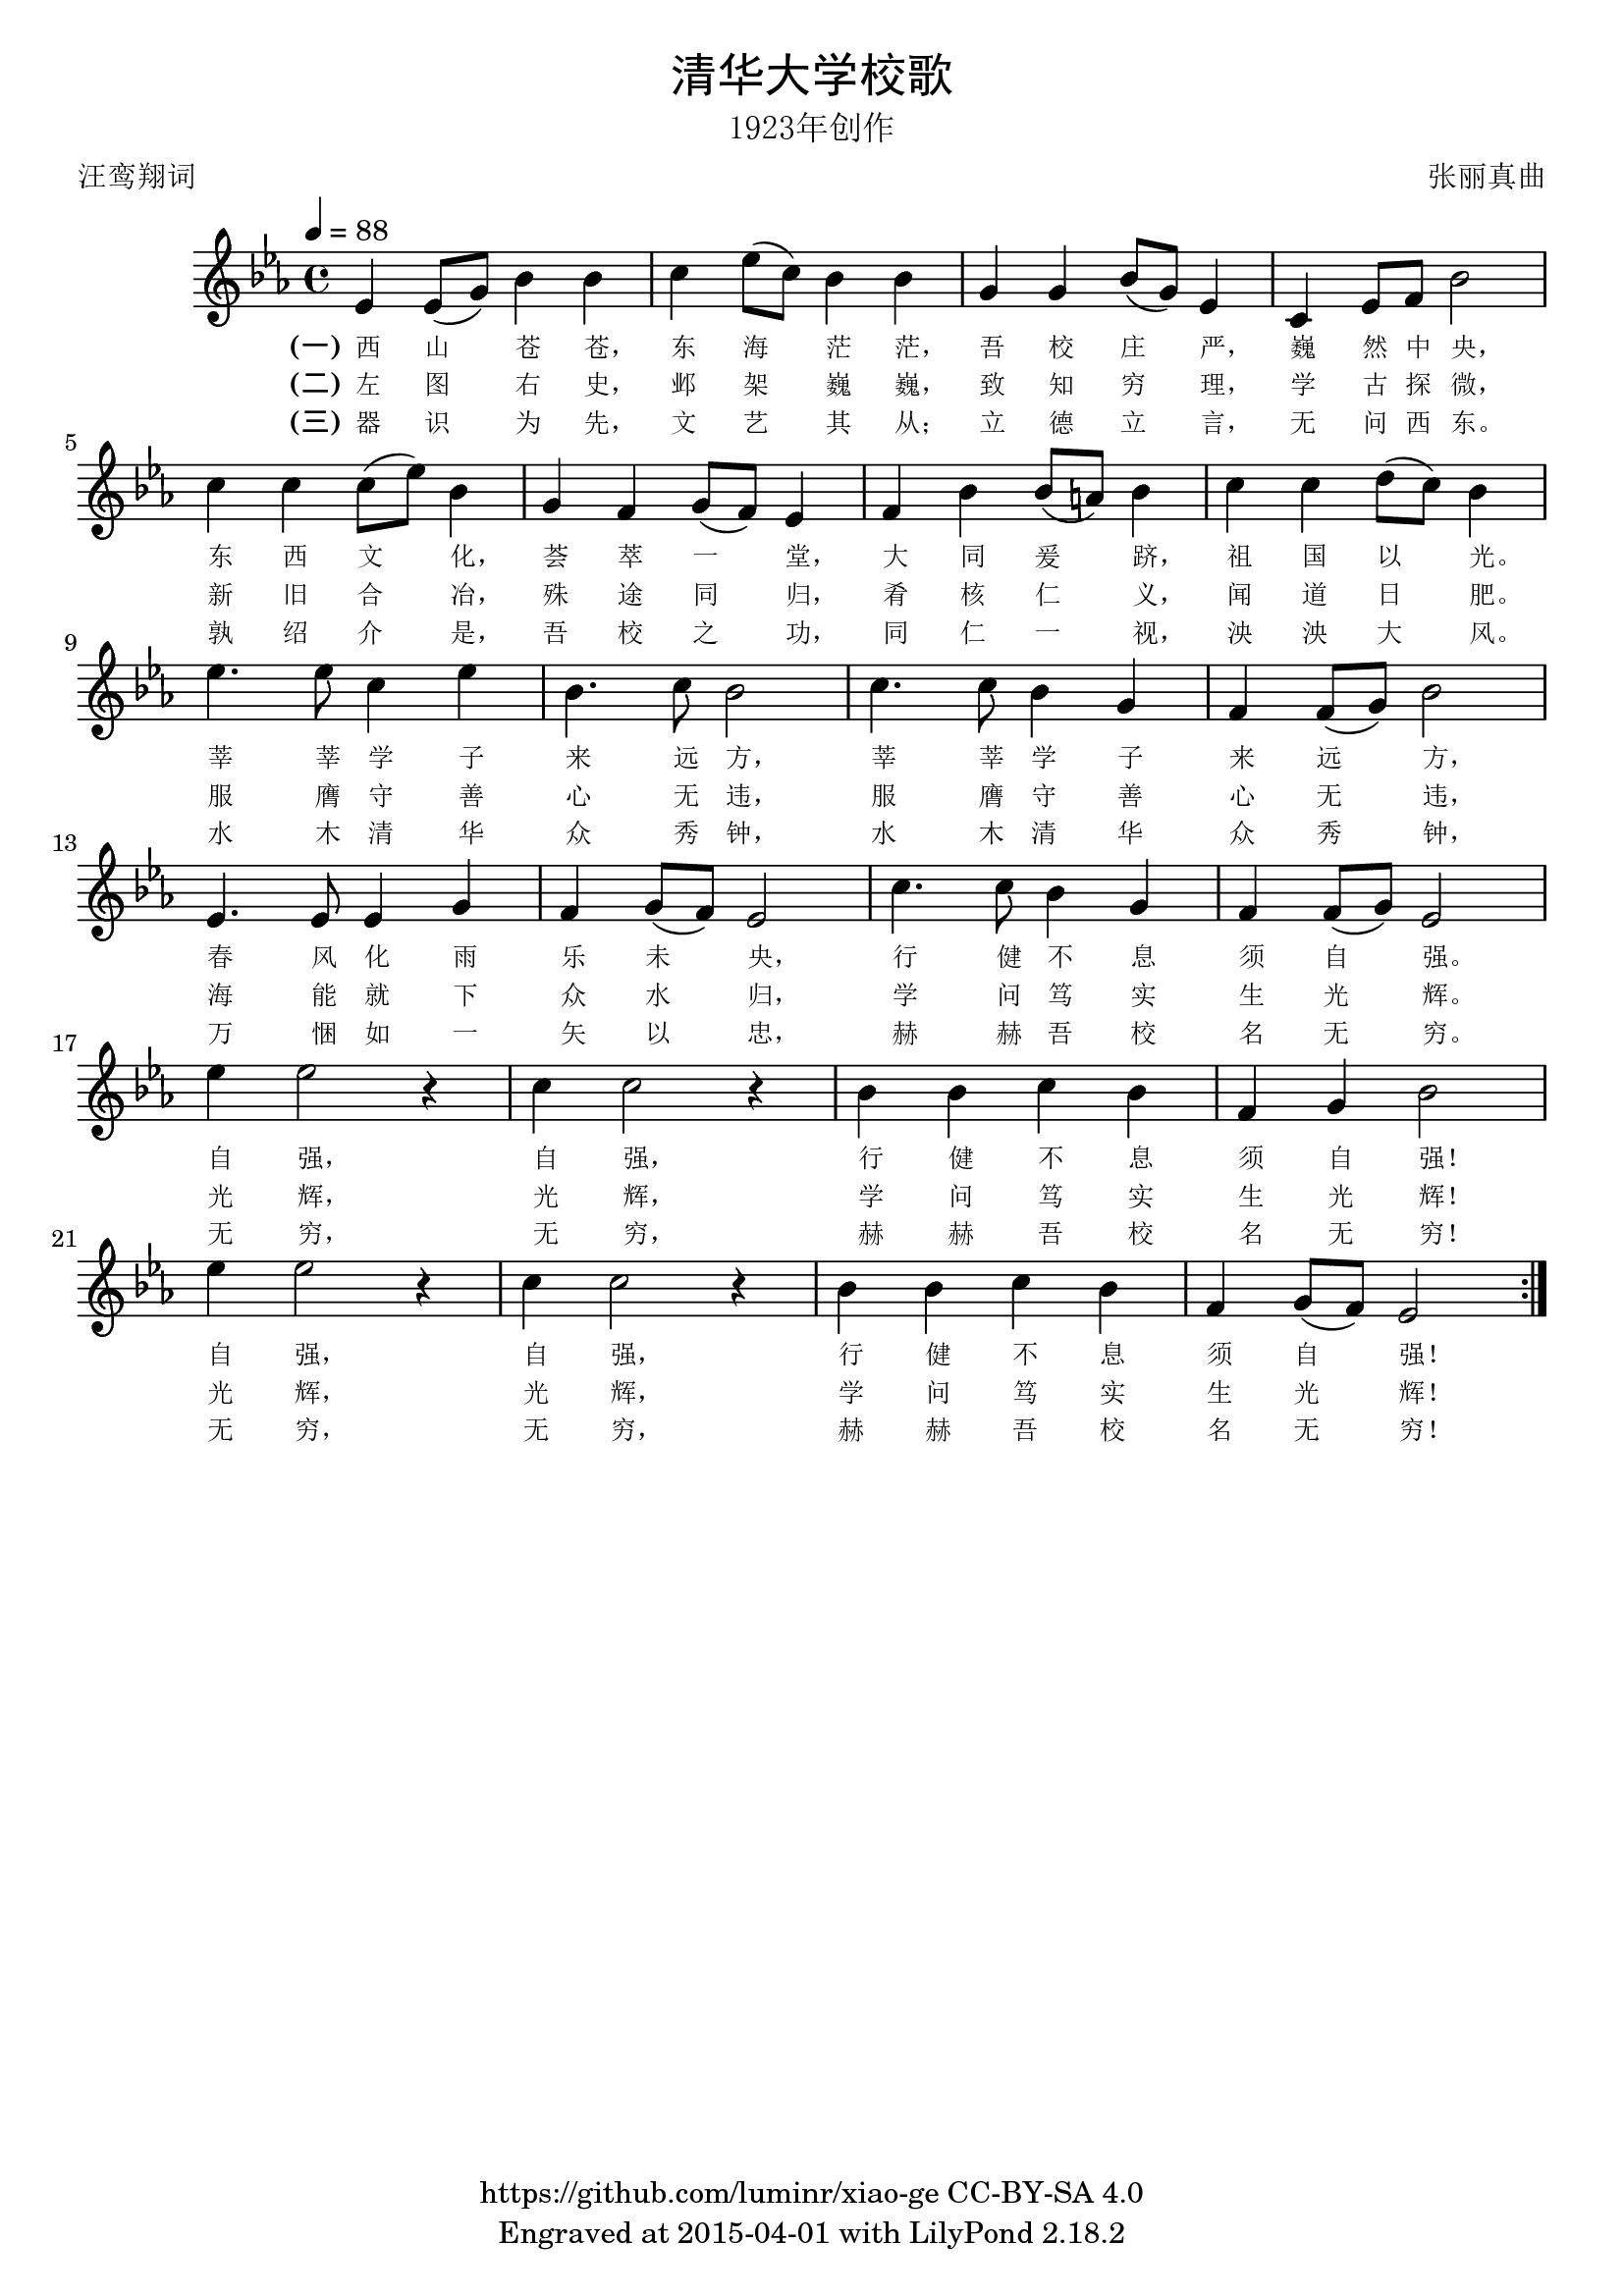 清华大学校歌
1923年创作
汪鸾翔词 张丽真曲
= 88
(一) 西 山 苍 苍， 东 海 茫 茫， 吾 校 庄 严， 巍 然 中 央，
(二) 左 图 右 史， 邺 架 巍 巍， 致 知 穷 理， 学 古 探 微，
(三) 器 识 为 先， 文 艺 其 从； 立 德 立 言， 无 问 西 东。
5
东 西 文 化， 荟 萃 一 堂， 大 同 爰 跻， 祖 国 以 光。
新 旧 合 冶， 殊 途 同 归， 肴 核 仁 义， 闻 道 日 肥。
孰 绍 介 是， 吾 校 之 功， 同 仁 一 视， 泱 泱 大 风。
9
莘 莘 学 子 来 远 方， 莘 莘 学 子 来 远 方，
服 膺 守 善 心 无 违， 服 膺 守 善 心 无 违，
水 木 清 华 众 秀 钟， 水 木 清 华 众 秀 钟，
13
春 风 化 雨 乐 未 央， 行 健 不 息 须 自 强。
海 能 就 下 众 水 归， 学 问 笃 实 生 光 辉。
万 悃 如 一 矢 以 忠， 赫 赫 吾 校 名 无 穷。
17
自 强， 自 强， 行 健 不 息 须 自 强！
光 辉， 光 辉， 学 问 笃 实 生 光 辉！
无 穷， 无 穷， 赫 赫 吾 校 名 无 穷！
21
自 强， 自 强， 行 健 不 息 须 自 强！
光 辉， 光 辉， 学 问 笃 实 生 光 辉！
无 穷， 无 穷， 赫 赫 吾 校 名 无 穷！
https://github.com/luminr/xiao-ge CC-BY-SA 4.0
Engraved at 2015-04-01 with LilyPond 2.18.2